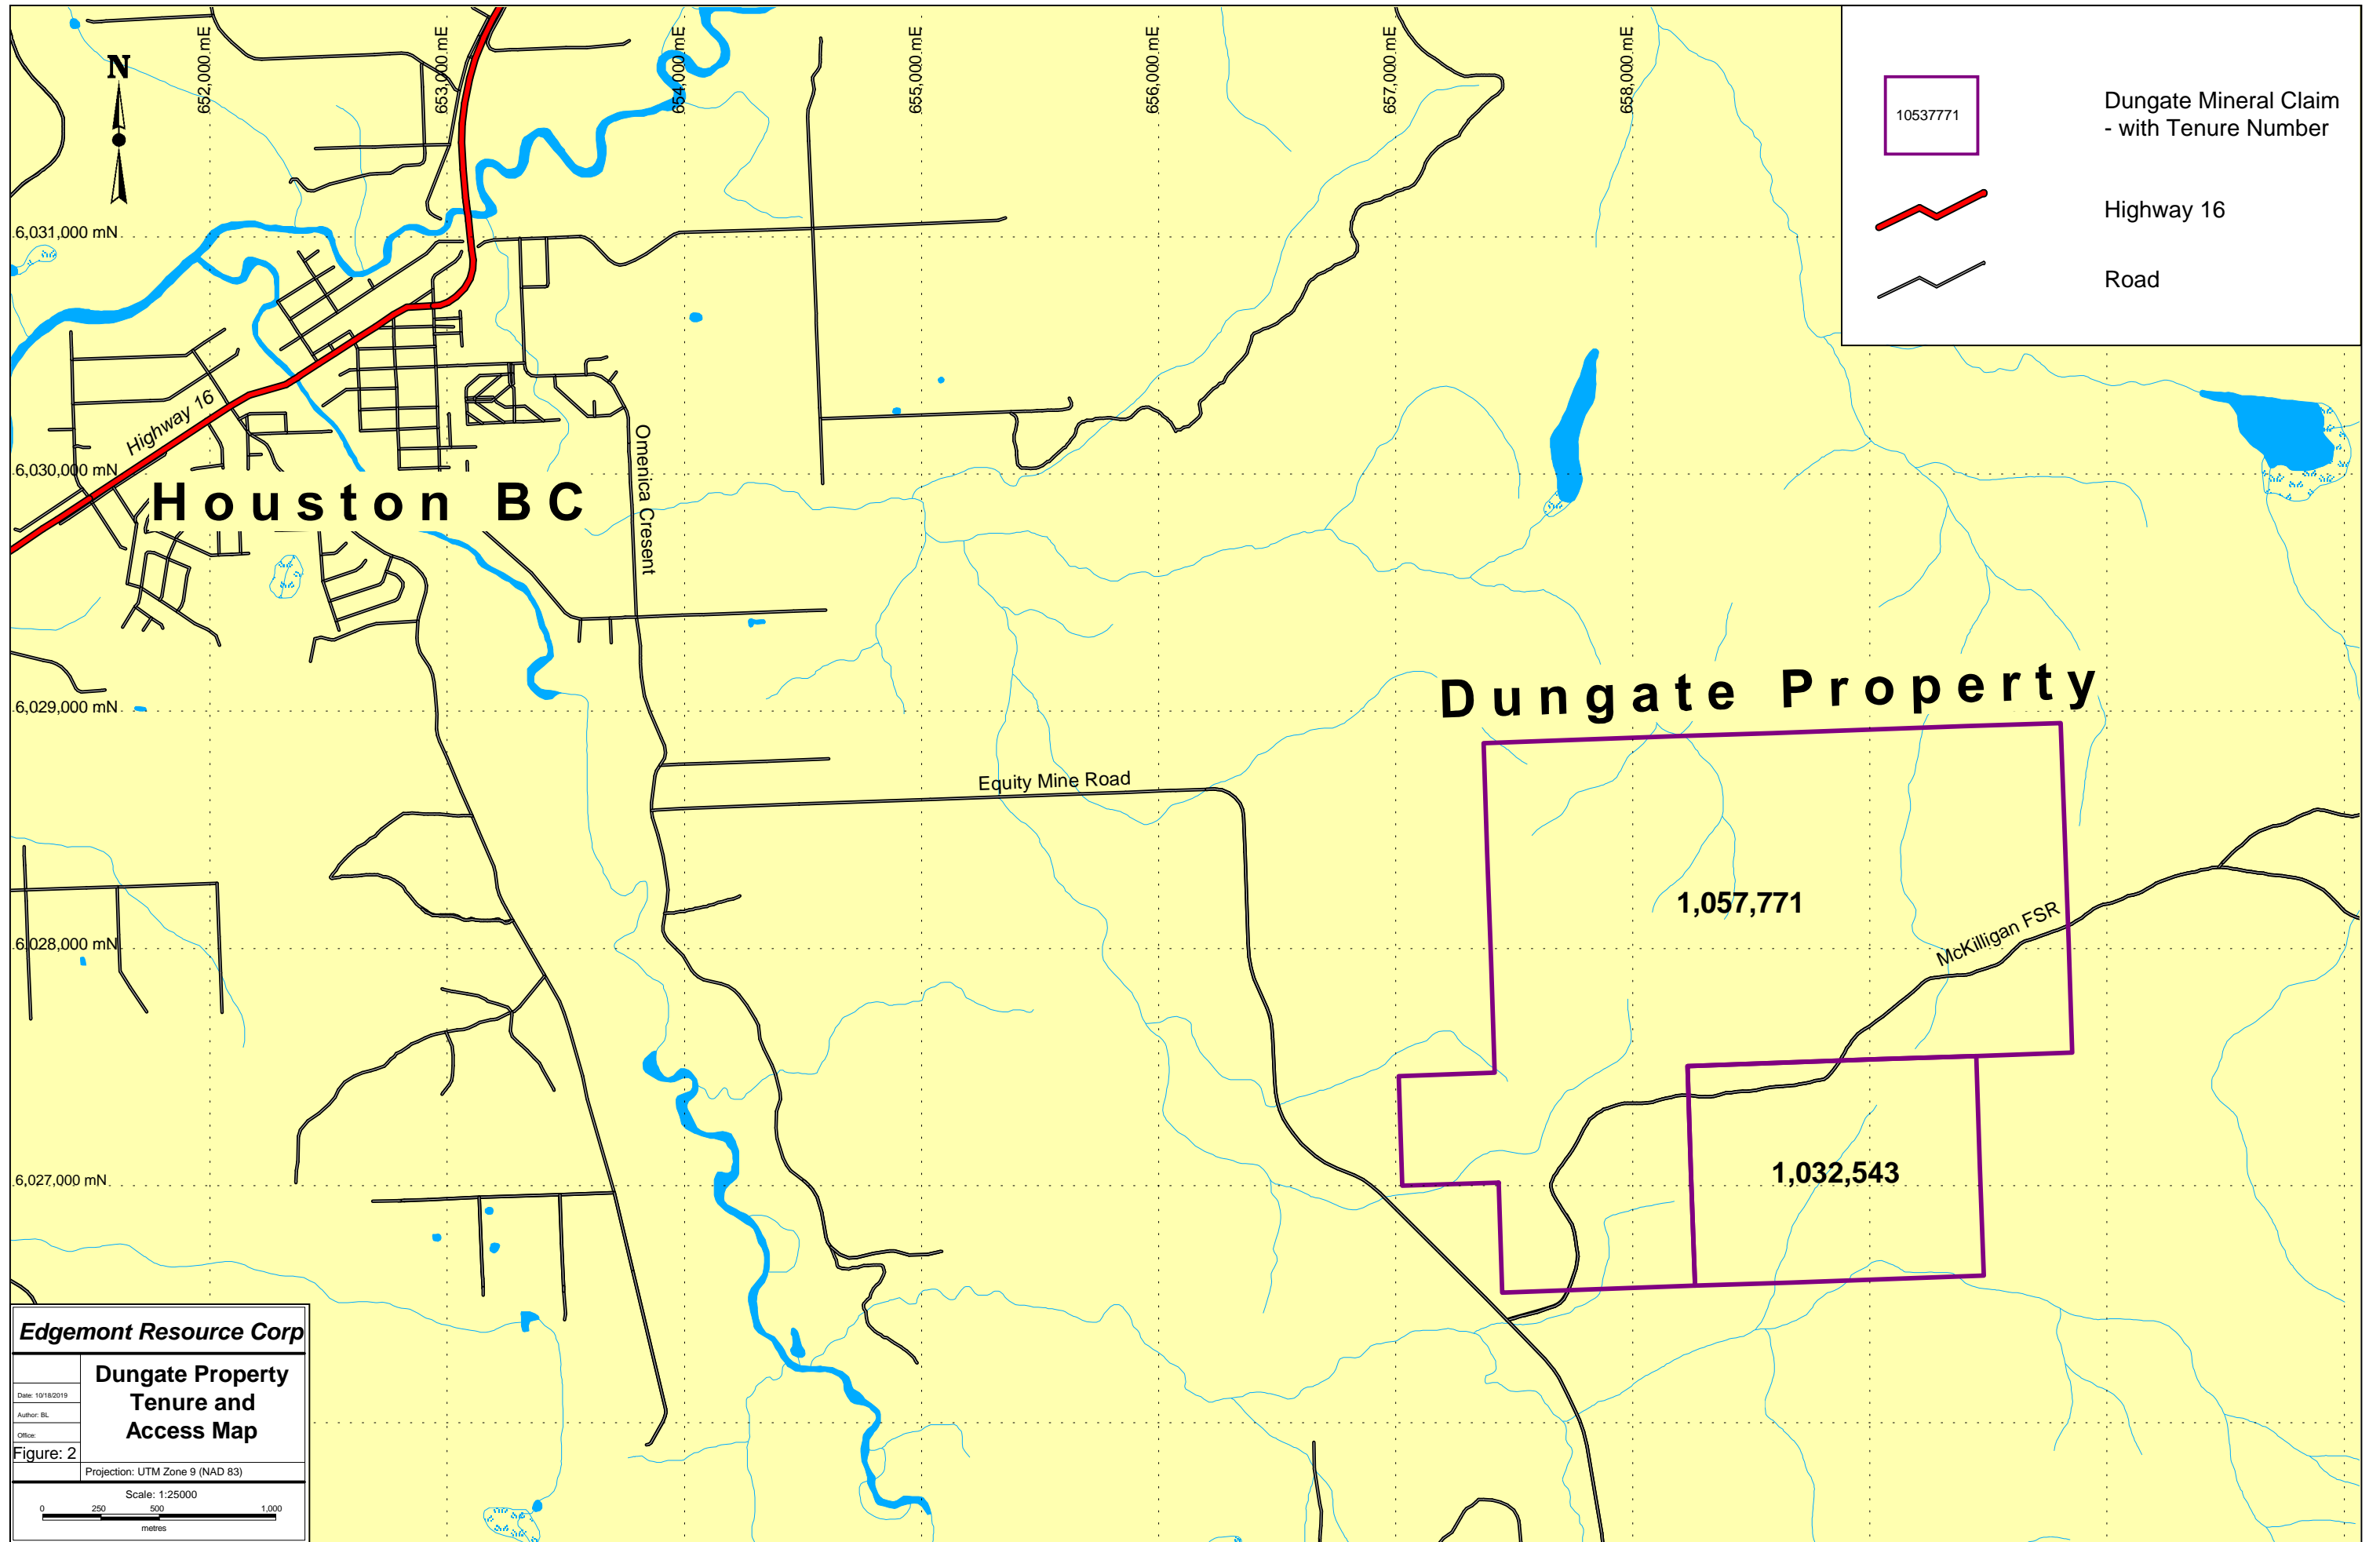 N
652,000.mE
653,000.mE
654,000.mE
655,000.mE
656,000.mE
657,000.mE
658,000.mE
10537771
Dungate Mineral Claim
- with Tenure Number
Highway 16
Road
6,031,000 mN
6,030,000 mN
6,029,000 mN
6,028,000 mN
6,027,000 mN
Highway 16
Houston BC
Omenica Cresent
Dungate Property
Equity Mine Road
1,057,771
McKilligan FSR
1,032,543
Edgemont Resource Corp
Date: 10/18/2019
Author: BL
Office:
Figure: 2
Dungate Property
Tenure and
Access Map
Projection: UTM Zone 9 (NAD 83)
Scale: 1:25000
0 250 500 1,000
metres